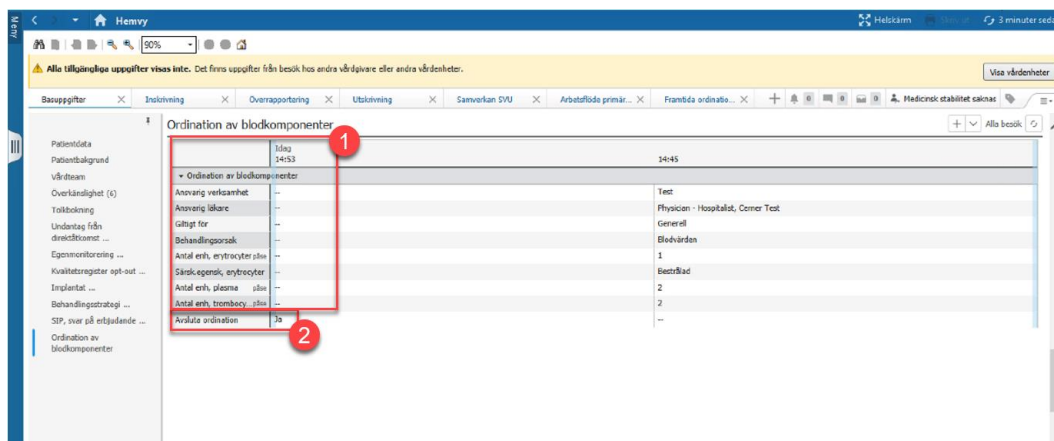 Meny
Hemvy
Helskärm
3 minuter seda
90%
Alla tillgängliga uppgifter visas inte. Det finns uppgifter från besök hos andra vårdgivare eller andra vårdenheter.
Visa vårdenheter
Basuppgifter Inskrivning Överrapportering Utskrivning Samverkan SVU Arbetsflöde primär... Framtida ordinatio... 0 0 0 Medicinsk stabilitet saknas
Ordination av blodkomponenter
Alla besök
Patientdata
Patientbakgrund
Vårdteam
Överkänslighet (6)
Tolkbokning
Undantag från
direktåtkomst ...
Egenmonitorering ...
Kvalitetsregister opt-out ...
Implantat ...
Behandlingsstrategi ...
SIP, svar på erbjudande ...
Ordination av
blodkomponenter
Idag
14:53 14:45
Ordination av blodkomponenter
Ansvarig verksamhet -- Test
Ansvarig läkare -- Physician - Hospitalist, Cerner Test
Giltigt för -- Generell
Behandlingsorsak -- Blodvärden
Antal enh, erytrocyter påse -- 1
Särsk.egensk, erytrocyter -- Bestrålad
Antal enh, plasma påse -- 2
Antal enh, trombocy... påse -- 2
Avsluta ordination Ja --
1
2